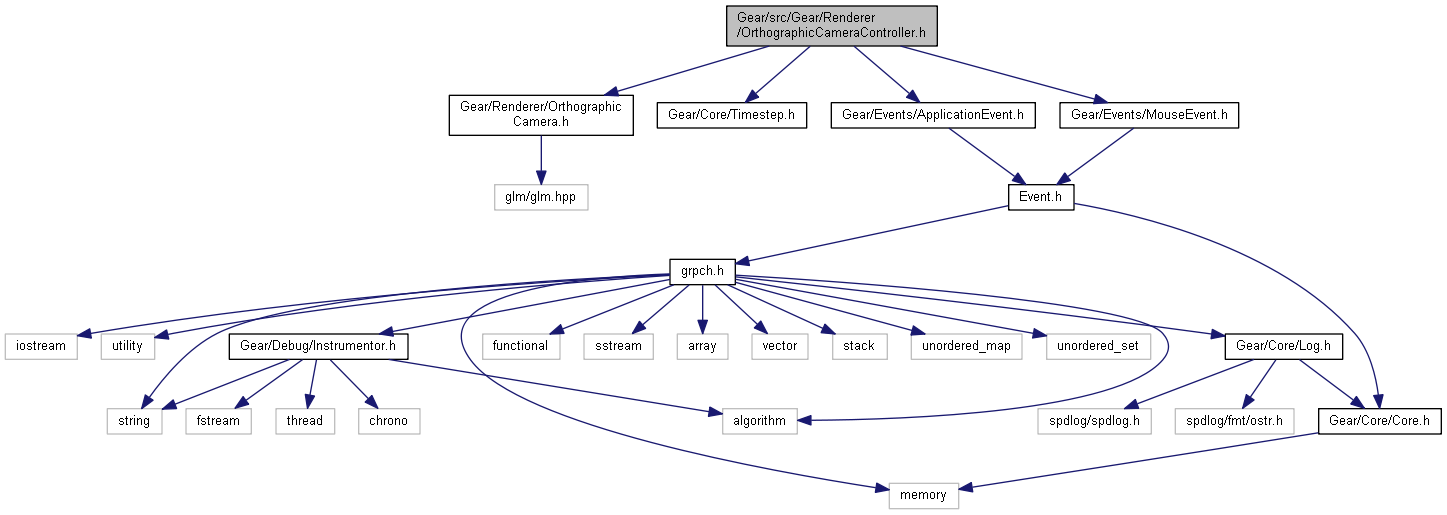 Gear/src/Gear/Renderer
/OrthographicCameraController.h
Gear/Renderer/Orthographic
Camera.h
Gear/Core/Timestep.h
Gear/Events/ApplicationEvent.h
Gear/Events/MouseEvent.h
glm/glm.hpp
Event.h
grpch.h
iostream
utility
Gear/Debug/Instrumentor.h
functional
sstream
array
vector
stack
unordered_map
unordered_set
Gear/Core/Log.h
string
fstream
thread
chrono
algorithm
spdlog/spdlog.h
spdlog/fmt/ostr.h
Gear/Core/Core.h
memory